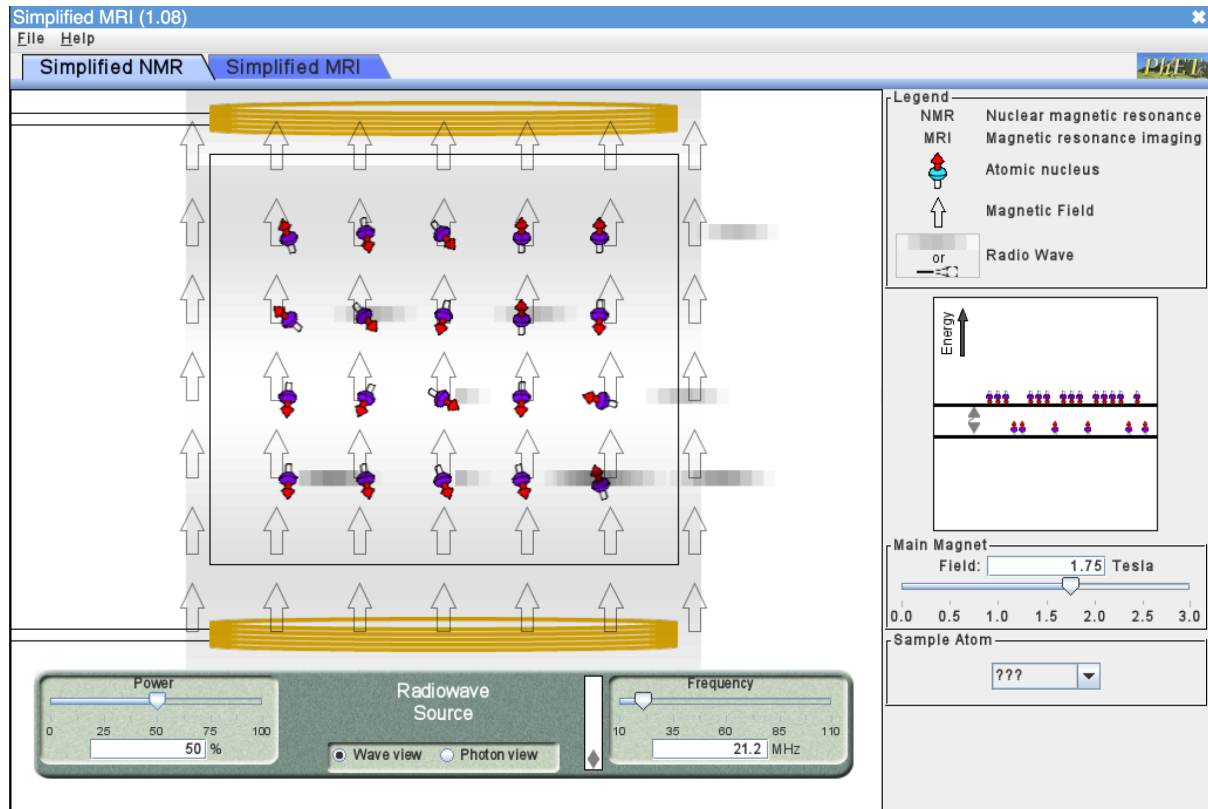 Simplified MRI (1.08)
File Help
Simplified NMR
Simplified MRI
PhET
Legend
NMR Nuclear magnetic resonance
MRI Magnetic resonance imaging
Atomic nucleus
Magnetic Field
or
Radio Wave
Energy
Main Magnet
Field: 1.75 Tesla
0.0 0.5 1.0 1.5 2.0 2.5 3.0
Sample Atom
???
Power
0 25 50 75 100
50 %
Radiowave
Source
Wave view Photon view
Frequency
10 35 60 85 110
21.2 MHz